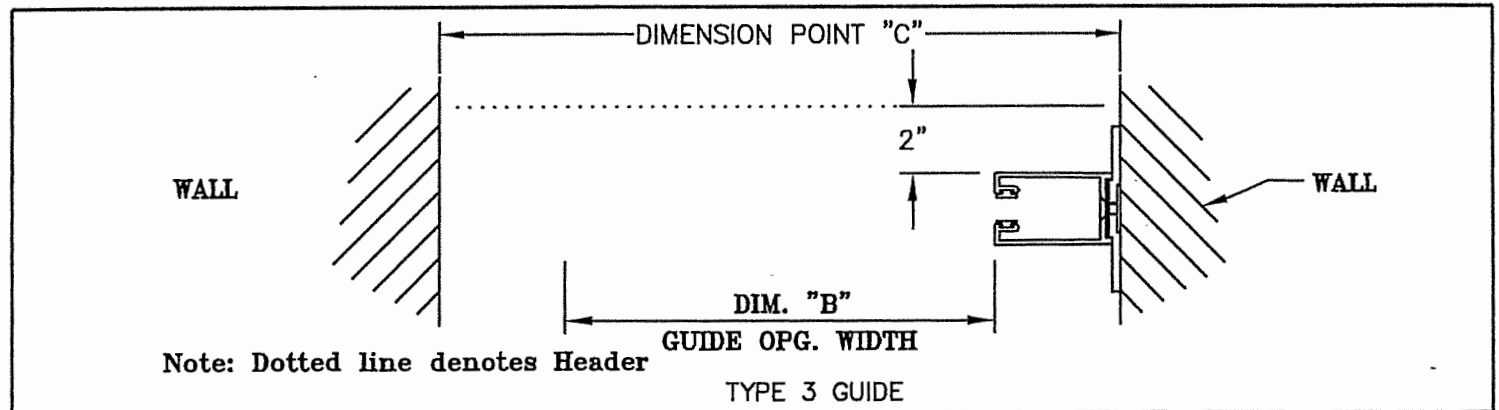 DIMENSION POINT "C"
2"
WALL
WALL
DIM. "B"
GUIDE OPG. WIDTH
Note: Dotted line denotes Header
TYPE 3 GUIDE